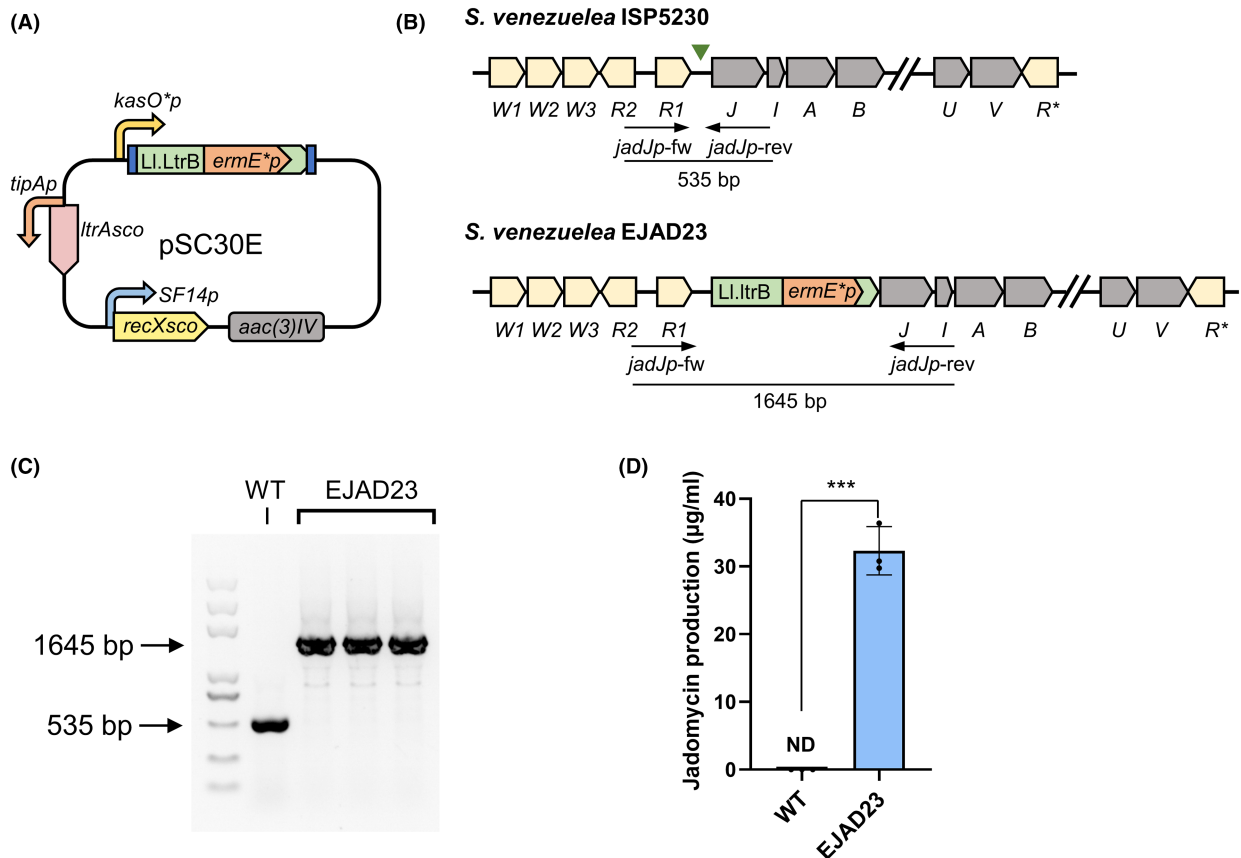 (A)
kasO*p
Ll.LtrB ermE*p
tipAp
ltrAsco
pSC30E
SF14p
recXsco aac(3)IV
(B)
S. venezuelea ISP5230
W1 W2 W3 R2 R1 J I A B U V R*
jadJp-fw jadJp-rev
535 bp
S. venezuelea EJAD23
Ll.ltrB ermE*p
W1 W2 W3 R2 R1 J I A B U V R*
jadJp-fw jadJp-rev
1645 bp
(C)
WT EJAD23
1645 bp
535 bp
(D)
Jadomycin production (µg/ml)
40
30
20
10
0
***
ND
WT
EJAD23